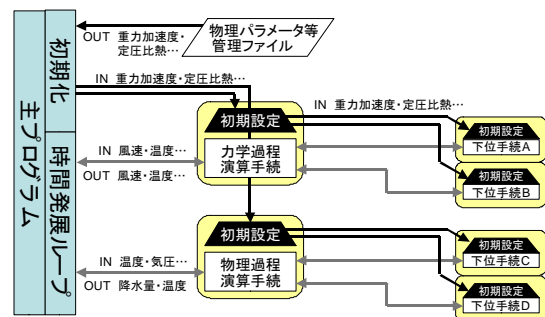 主プログラム
初期化
時間発展ループ
物理パラメータ等
管理ファイル
OUT 重力加速度・
定圧比熱…
IN 重力加速度・定圧比熱…
IN 重力加速度・定圧比熱…
初期設定
力学過程
演算手続
IN 風速・温度…
OUT 風速・温度…
初期設定
下位手続A
初期設定
下位手続B
初期設定
物理過程
演算手続
IN 温度・気圧…
OUT 降水量・温度
初期設定
下位手続C
初期設定
下位手続D